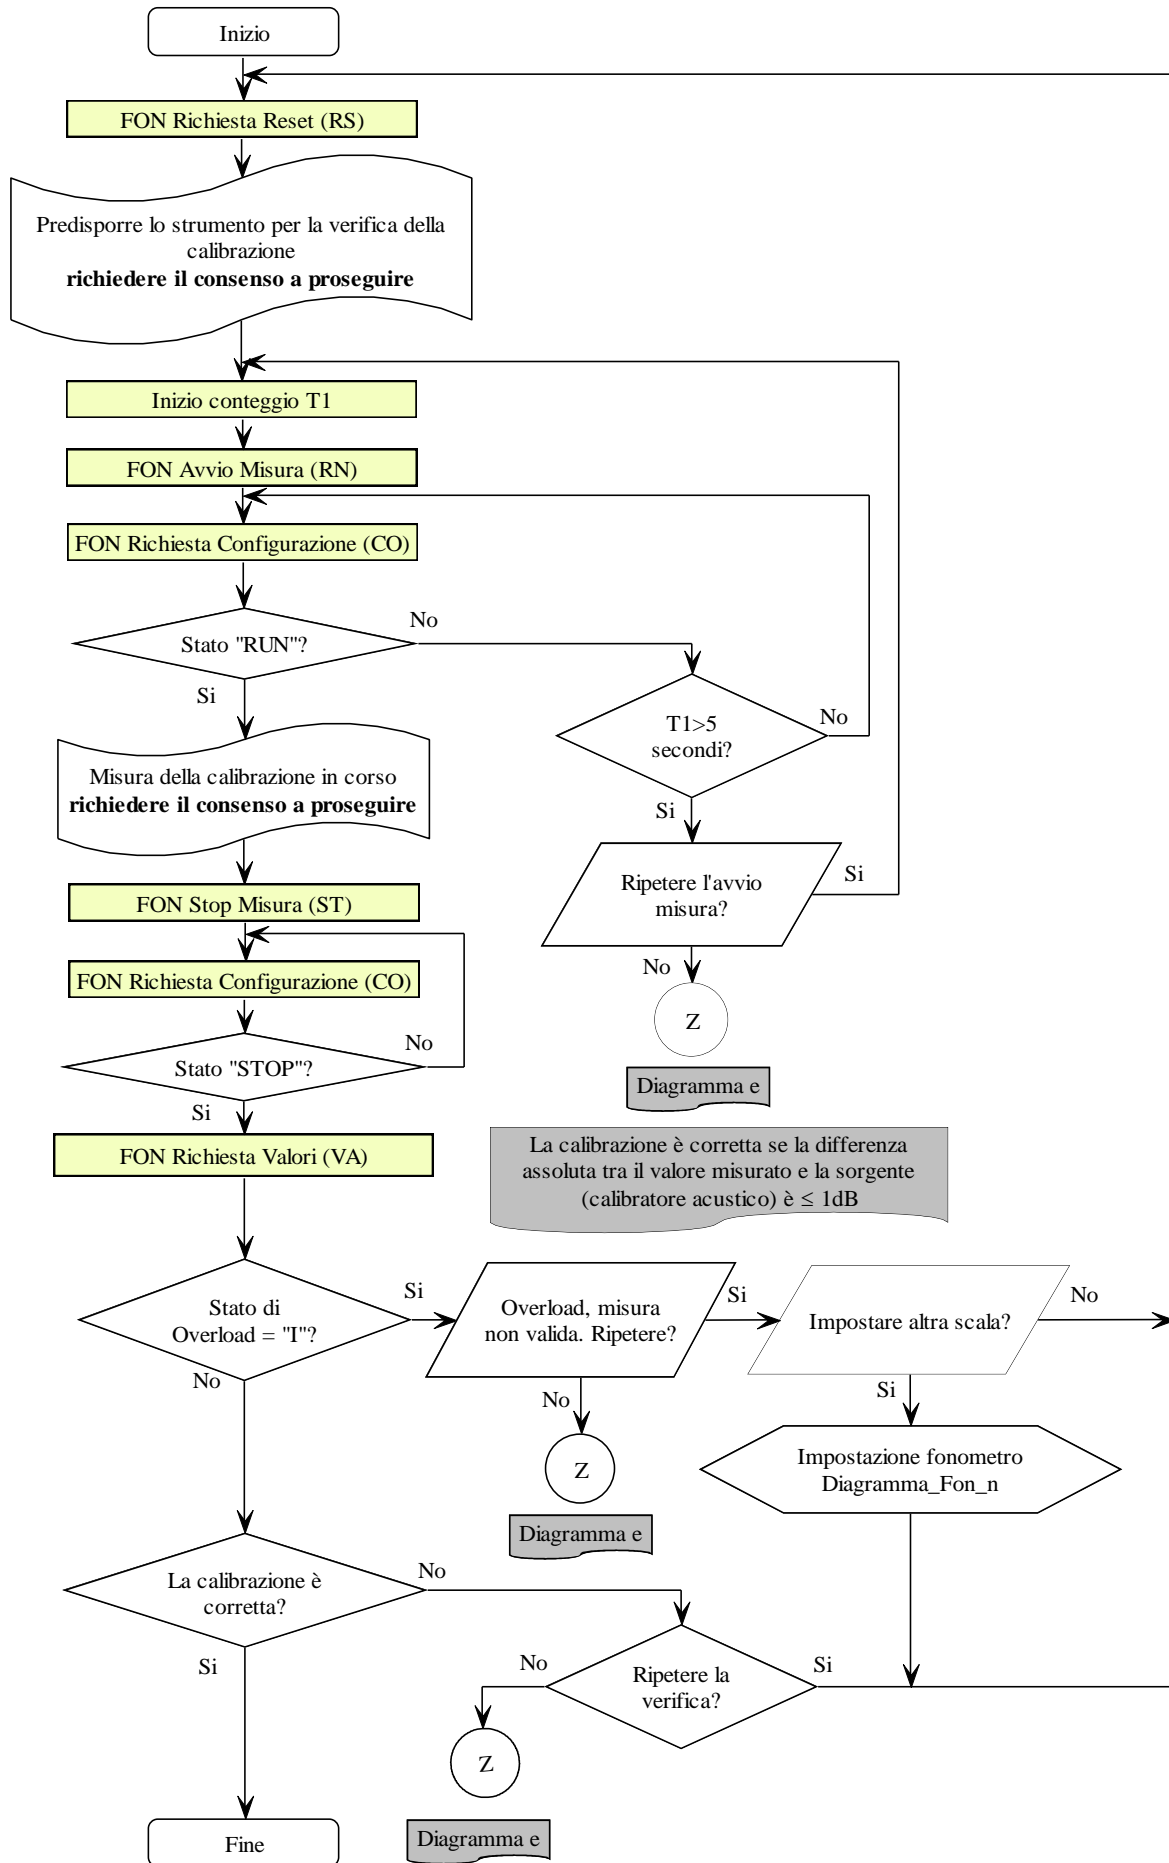 Inizio
FON Richiesta Reset (RS)
Predisporre lo strumento per la verifica della
calibrazione
richiedere il consenso a proseguire
Inizio conteggio T1
FON Avvio Misura (RN)
FON Richiesta Configurazione (CO)
Stato "RUN"?
No
Si
T1>5
secondi?
No
Si
Misura della calibrazione in corso
richiedere il consenso a proseguire
Ripetere l'avvio
misura?
Si
No
Z
Diagramma e
FON Stop Misura (ST)
FON Richiesta Configurazione (CO)
Stato "STOP"?
No
Si
FON Richiesta Valori (VA)
La calibrazione è corretta se la differenza
assoluta tra il valore misurato e la sorgente
(calibratore acustico) è ≤ 1dB
Stato di
Overload = "I"?
Si
No
Overload, misura
non valida. Ripetere?
Si
No
Z
Diagramma e
Impostare altra scala?
No
Si
Impostazione fonometro
Diagramma_Fon_n
La calibrazione è
corretta?
No
Si
Ripetere la
verifica?
No
Si
Z
Diagramma e
Fine